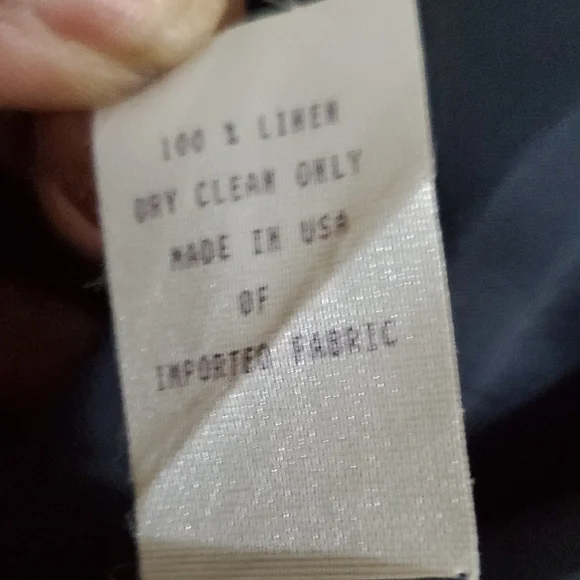 100 % LINEN
DRY CLEAN ONLY
MADE IN USA
OF
IMPORTED FABRIC